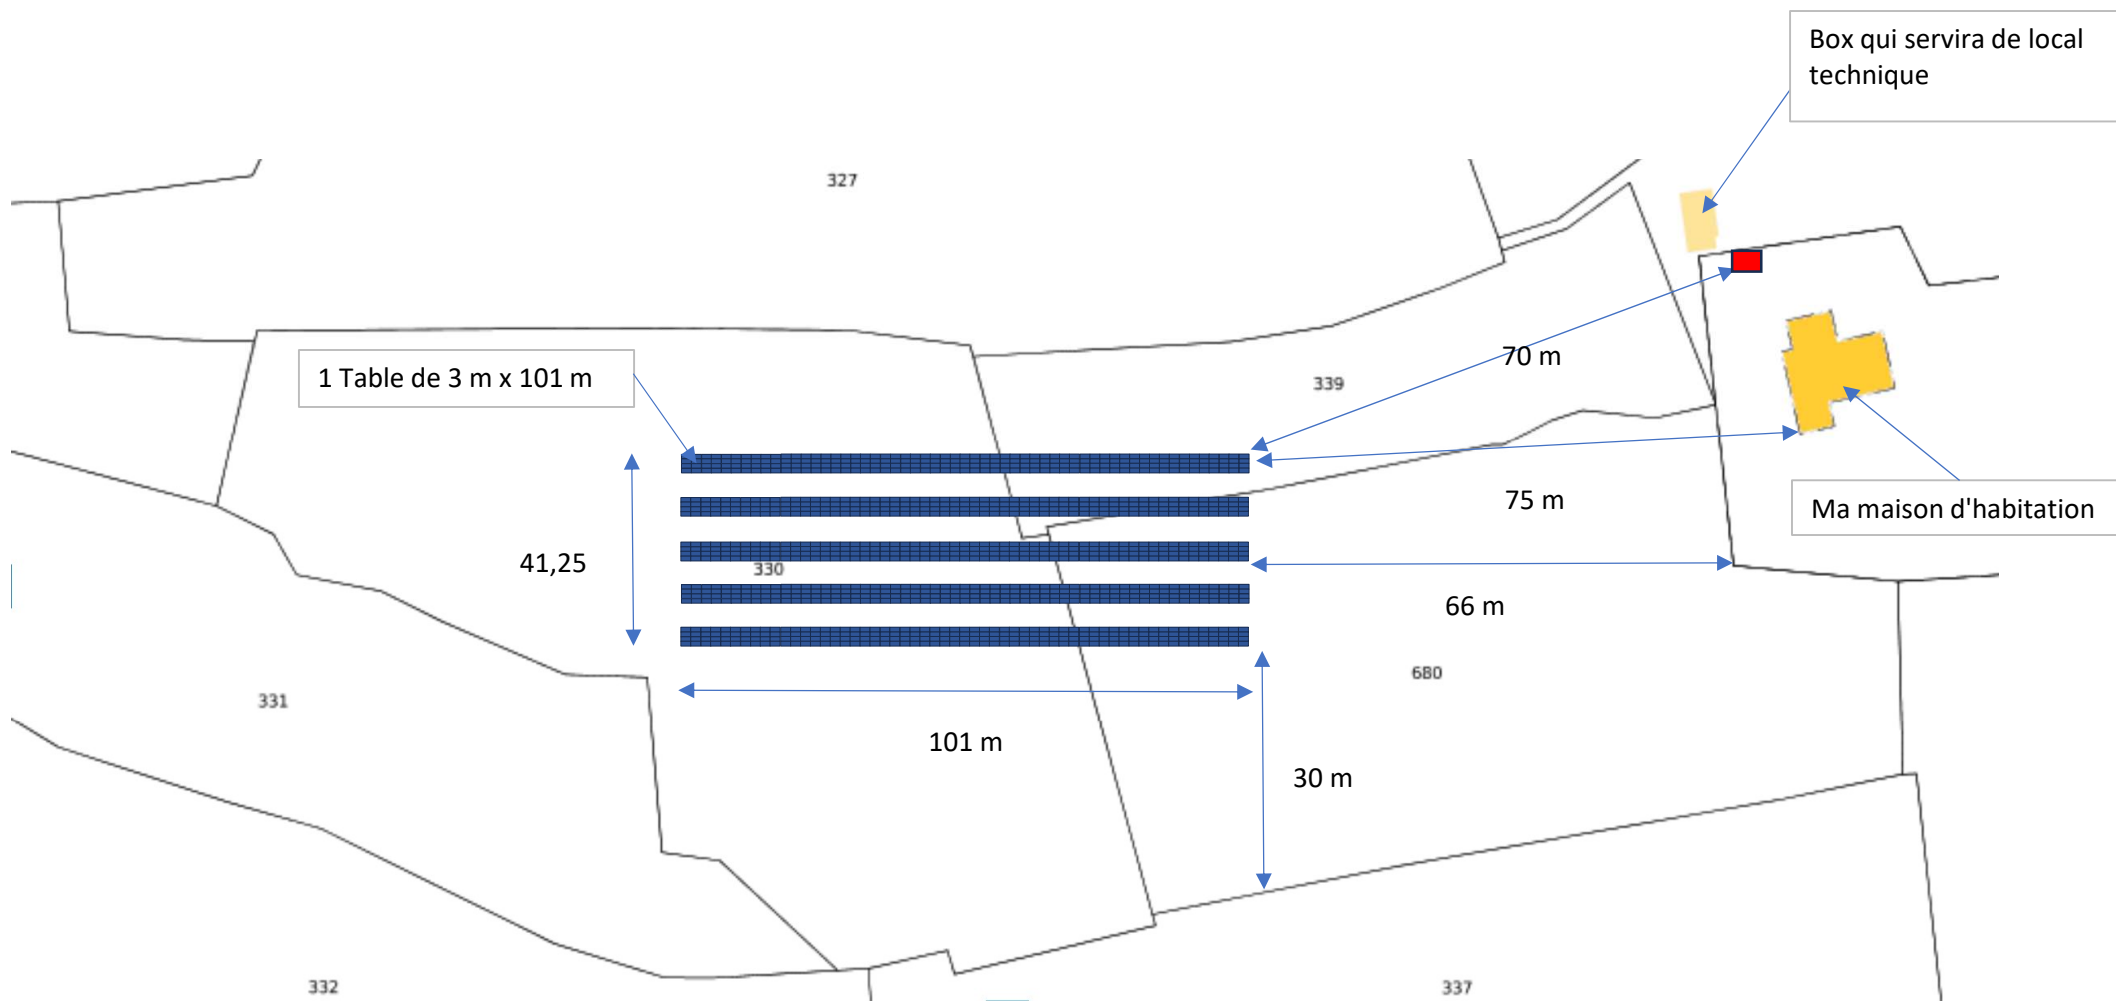 Box qui servira de local
technique
327
1 Table de 3 m x 101 m
70 m
339
75 m
Ma maison d'habitation
41,25
330
66 m
680
331
101 m
30 m
332
337